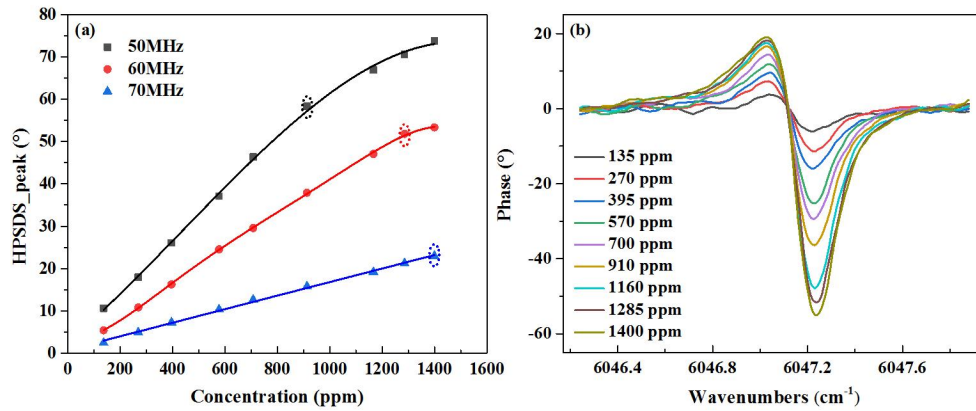 (a)
50MHz
60MHz
70MHz
HPSDS_peak (°)
80
70
60
50
40
30
20
10
0
0 200 400 600 800 1000 1200 1400 1600
Concentration (ppm)
(b)
Phase (°)
20
0
-20
-40
-60
135 ppm
270 ppm
395 ppm
570 ppm
700 ppm
910 ppm
1160 ppm
1285 ppm
1400 ppm
6046.4 6046.8 6047.2 6047.6
Wavenumbers (cm-1)